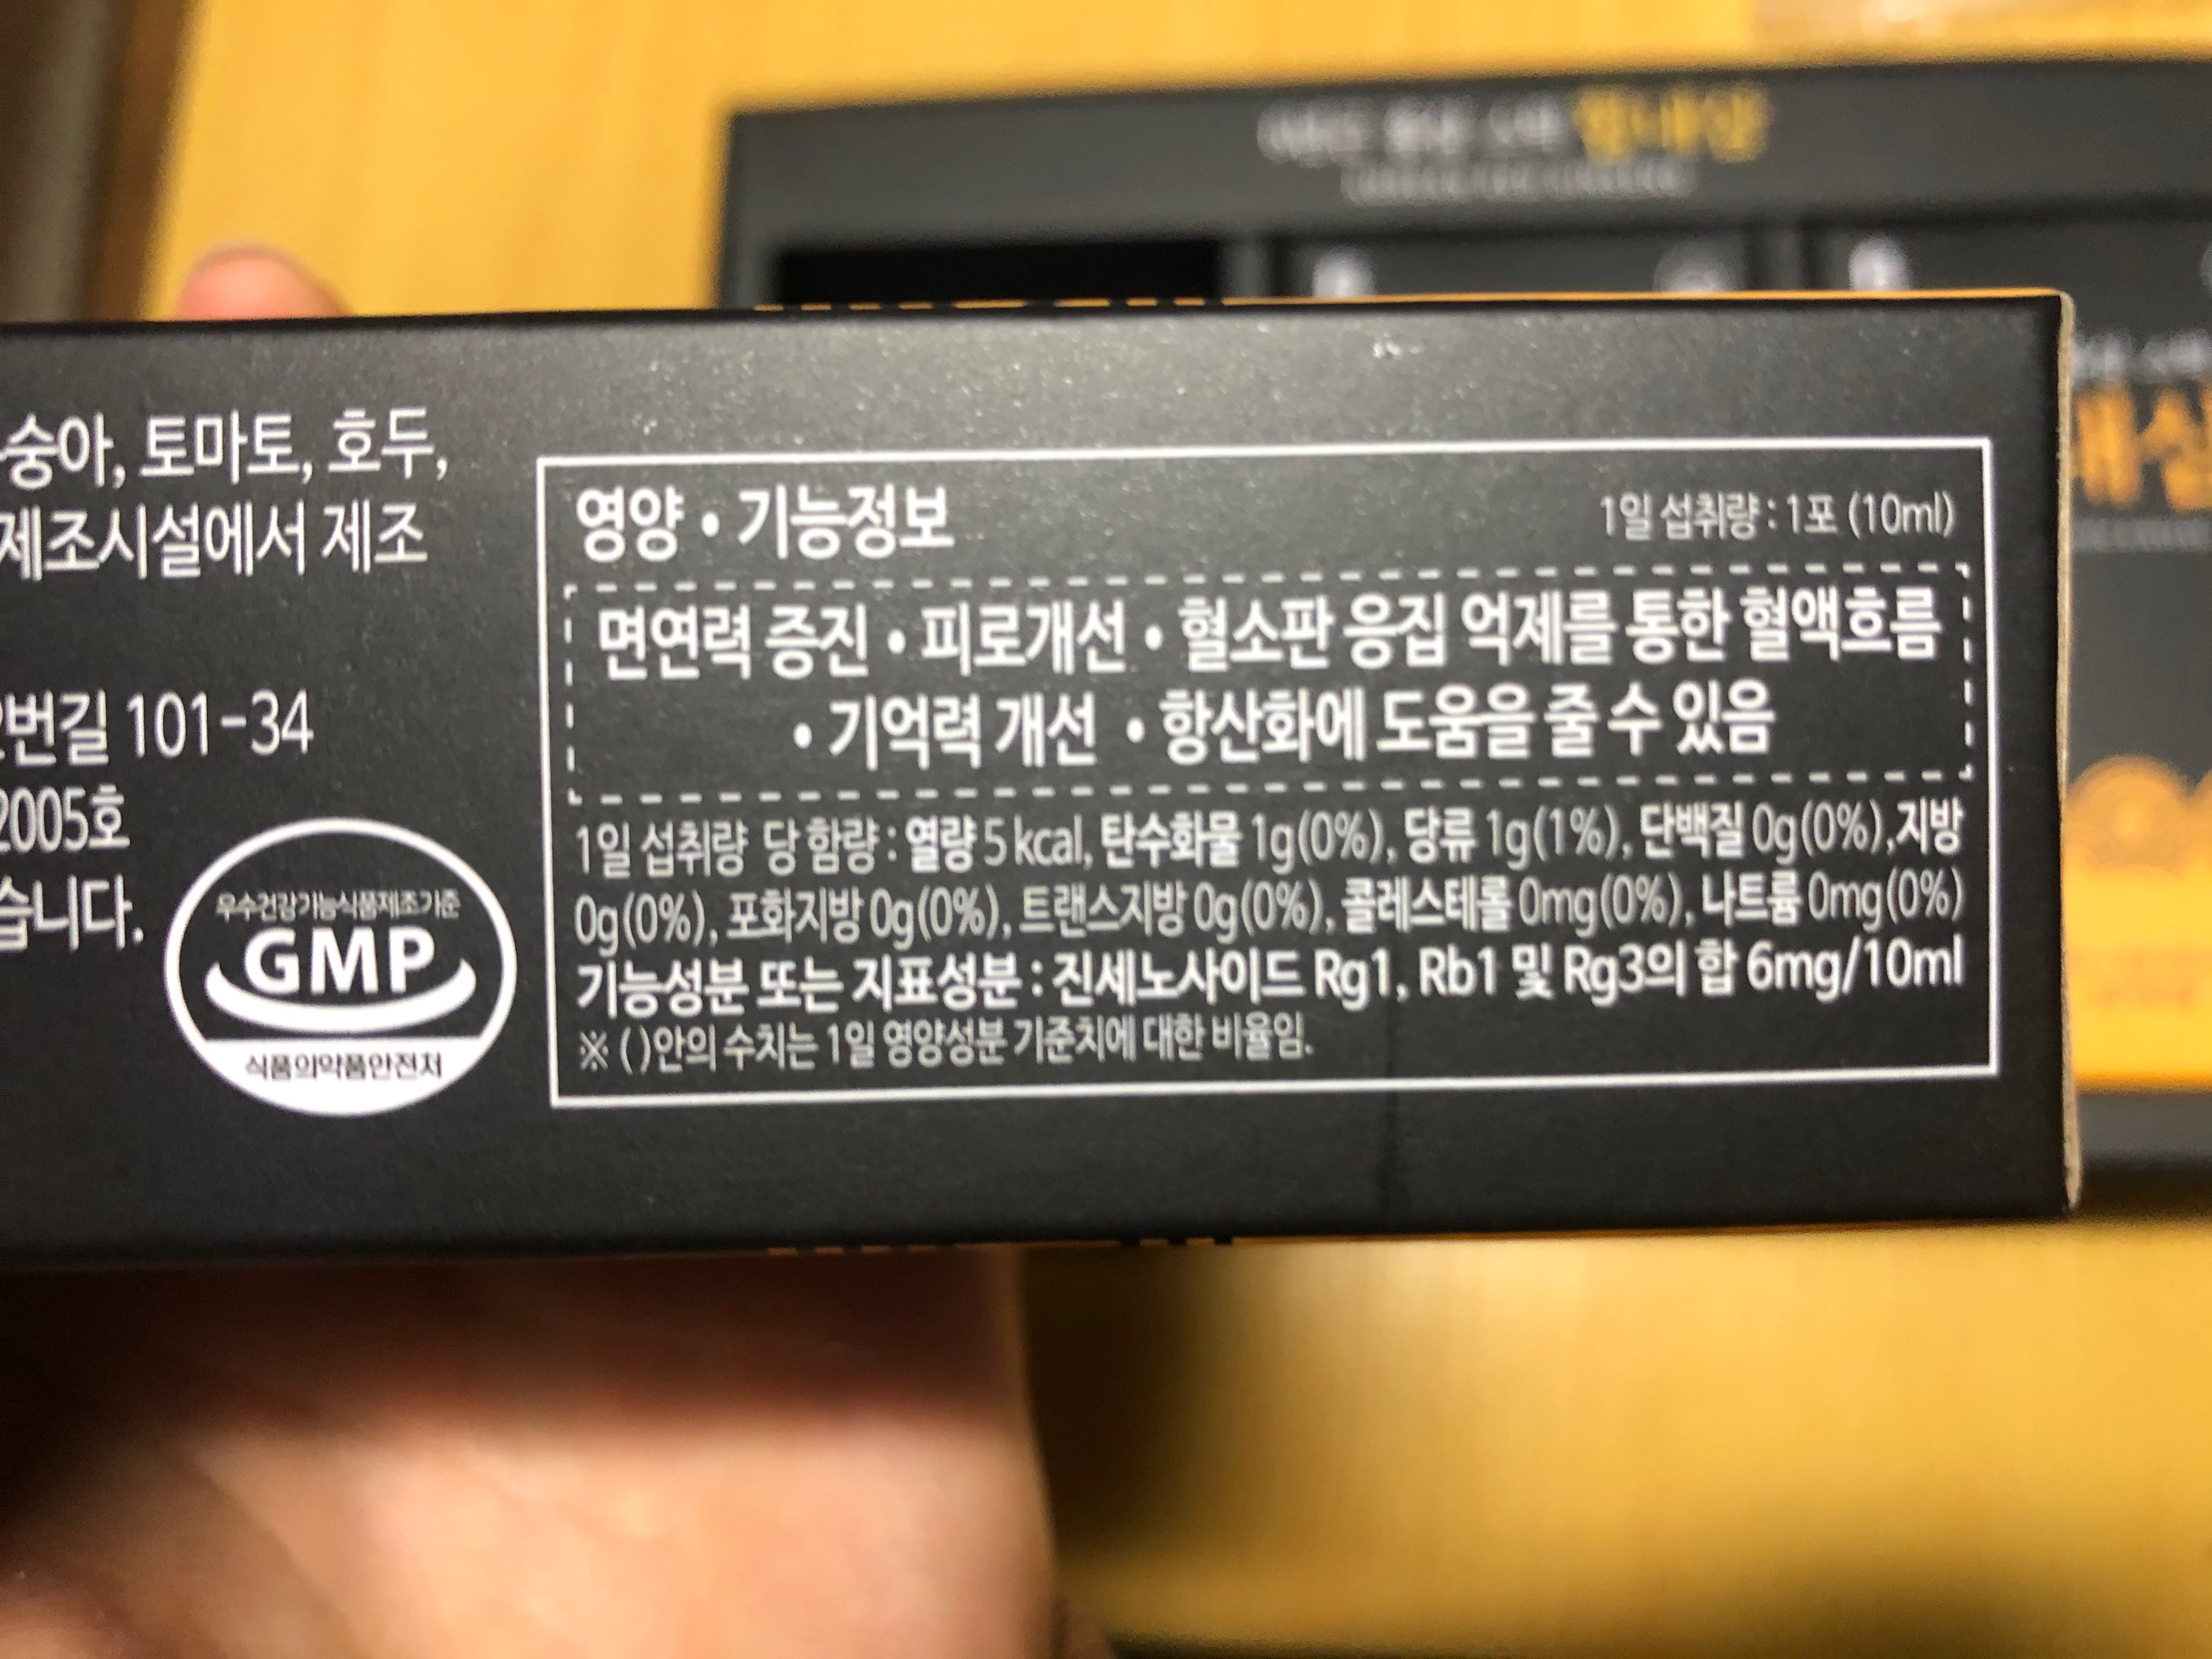 숭아, 토마토, 호두,
제조시설에서 제조
번길 101-34
2005호
습니다.
우수건강기능식품제조기준
GMP
식품의약품안전처
영양 • 기능정보
1일 섭취량 : 1포 (10ml)
면연력 증진 • 피로개선 • 혈소판 응집 억제를 통한 혈액흐름
• 기억력 개선 • 항산화에 도움을 줄 수 있음
1일 섭취량 당 함량 : 열량 5 kcal, 탄수화물 1g(0%), 당류 1g(1%), 단백질 0g(0%),지방
0g(0%), 포화지방 0g(0%), 트랜스지방 0g(0%), 콜레스테롤 0mg(0%), 나트륨 0mg(0%)
기능성분 또는 지표성분 : 진세노사이드 Rg1, Rb1 및 Rg3의 합 6mg/10ml
※ ( )안의 수치는 1일 영양성분 기준치에 대한 비율임.